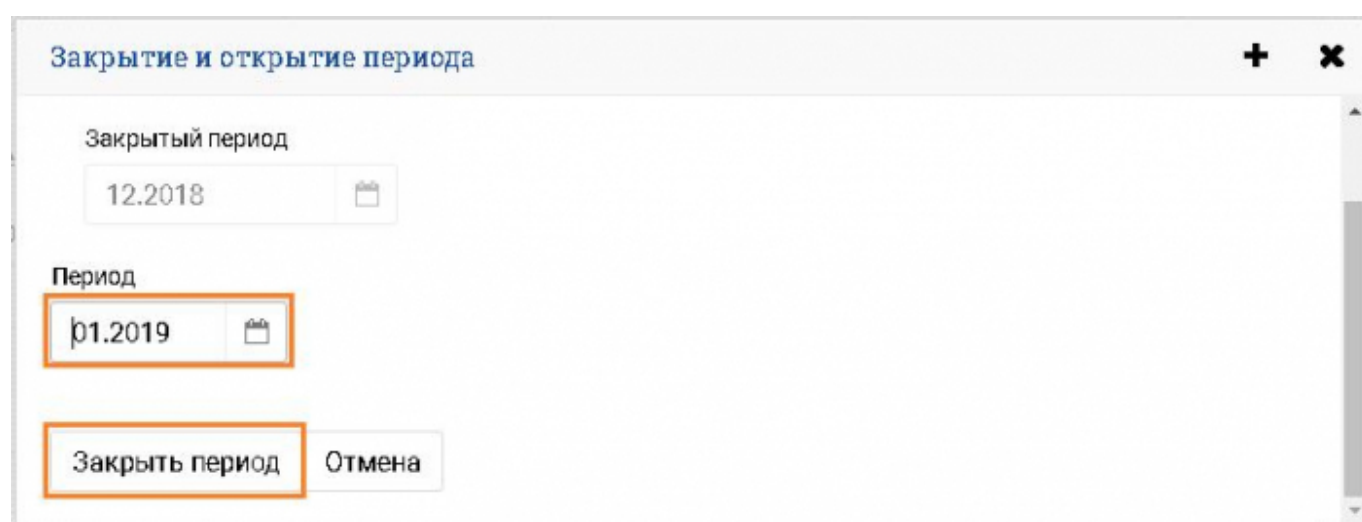 Закрытие и открытие периода
Закрытый период
12.2018
Период
01.2019
Закрыть период Отмена